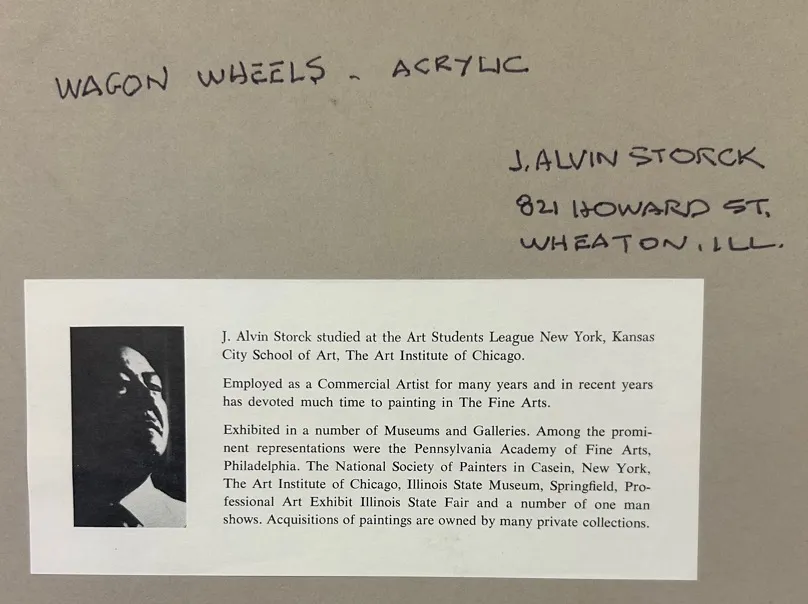 WAGON WHEELS - ACRYLIC
J. ALVIN STORCK
821 HOWARD ST.
WHEATON, ILL.
J. Alvin Storck studied at the Art Students League New York, Kansas
City School of Art, The Art Institute of Chicago.
Employed as a Commercial Artist for many years and in recent years
has devoted much time to painting in The Fine Arts.
Exhibited in a number of Museums and Galleries. Among the promi-
nent representations were the Pennsylvania Academy of Fine Arts,
Philadelphia. The National Society of Painters in Casein, New York,
The Art Institute of Chicago, Illinois State Museum, Springfield, Pro-
fessional Art Exhibit Illinois State Fair and a number of one man
shows. Acquisitions of paintings are owned by many private collections.